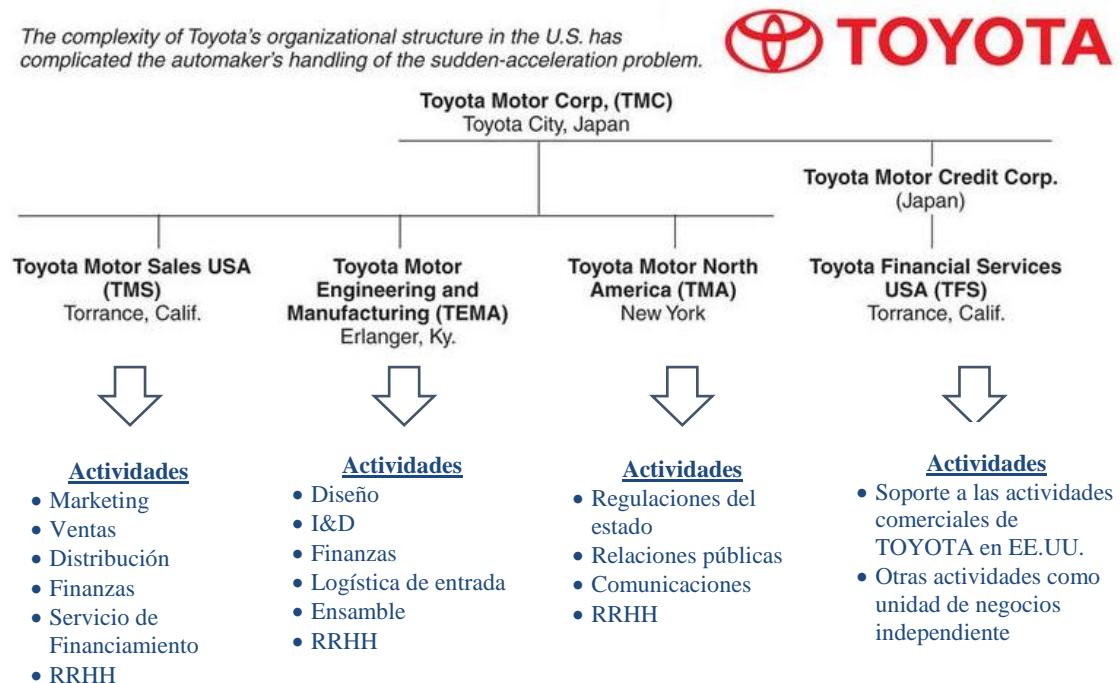 The complexity of Toyota's organizational structure in the U.S. has
complicated the automaker's handling of the sudden-acceleration problem.
TOYOTA
Toyota Motor Corp, (TMC)
Toyota City, Japan
Toyota Motor Credit Corp.
(Japan)
Toyota Motor Sales USA
(TMS)
Torrance, Calif.
Toyota Motor
Engineering and
Manufacturing (TEMA)
Erlanger, Ky.
Toyota Motor North
America (TMA)
New York
Toyota Financial Services
USA (TFS)
Torrance, Calif.
Actividades
• Marketing
• Ventas
• Distribución
• Finanzas
• Servicio de
Financiamiento
• RRHH
Actividades
• Diseño
• I&D
• Finanzas
• Logística de entrada
• Ensamble
• RRHH
Actividades
• Regulaciones del
estado
• Relaciones públicas
• Comunicaciones
• RRHH
Actividades
• Soporte a las actividades
comerciales de
TOYOTA en EE.UU.
• Otras actividades como
unidad de negocios
independiente